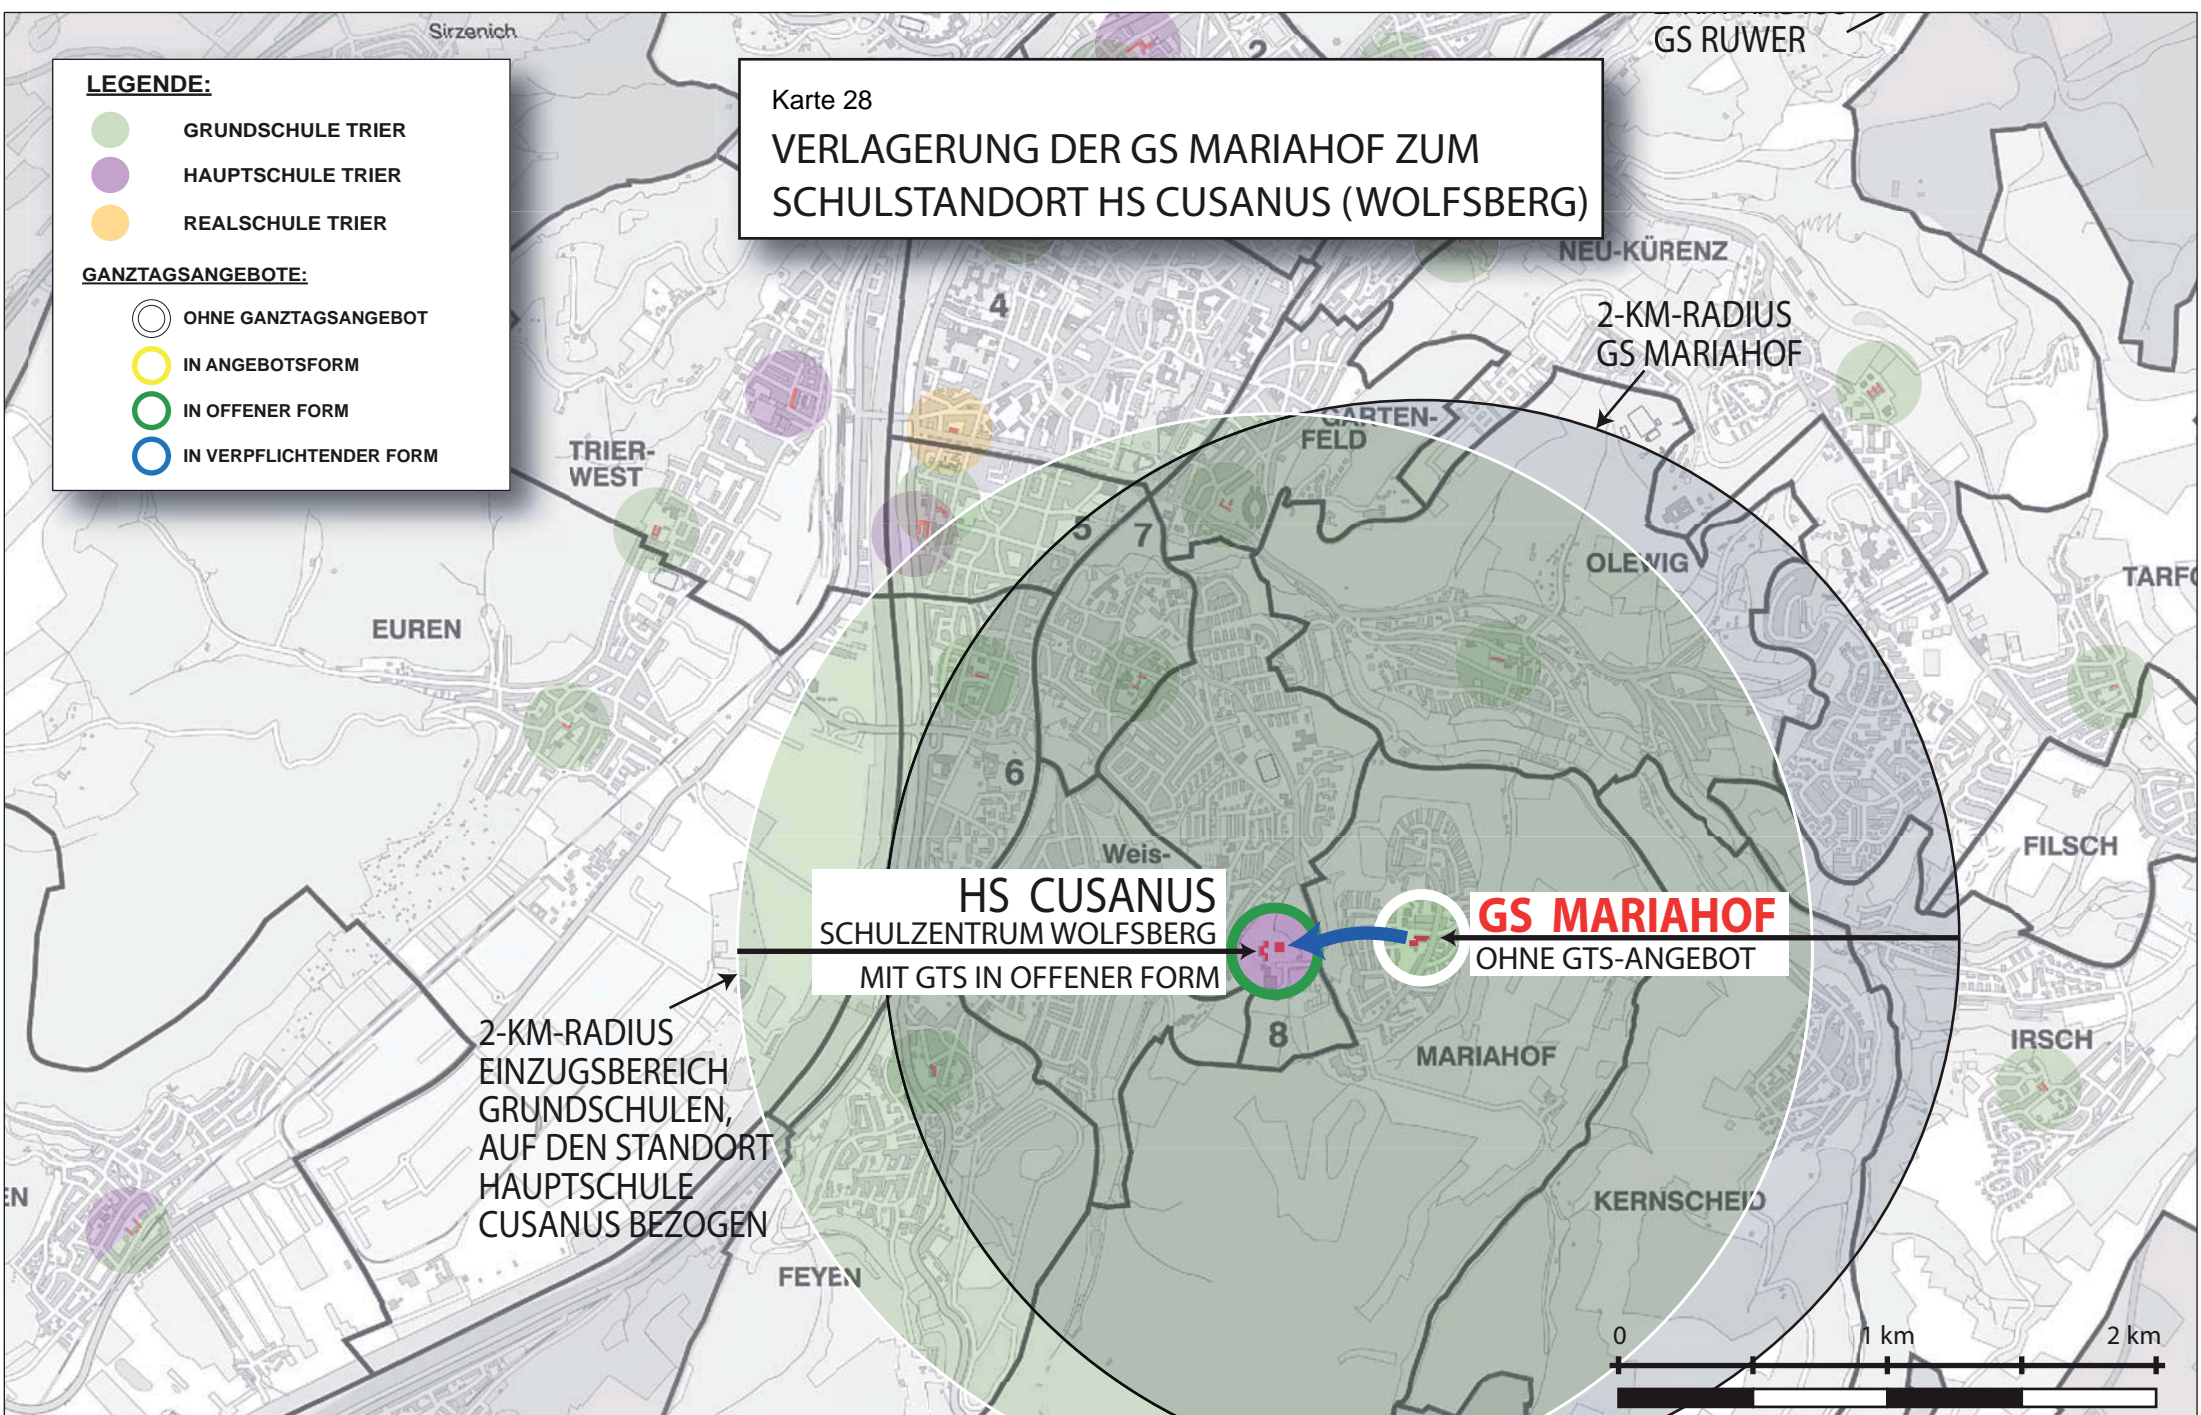 Sirzenich
GS RUWER
LEGENDE:
GRUNDSCHULE TRIER
HAUPTSCHULE TRIER
REALSCHULE TRIER
GANZTAGSANGEBOTE:
OHNE GANZTAGSANGEBOT
IN ANGEBOTSFORM
IN OFFENER FORM
IN VERPFLICHTENDER FORM
Karte 28
VERLAGERUNG DER GS MARIAHOF ZUM
SCHULSTANDORT HS CUSANUS (WOLFSBERG)
2
NEU-KÜRENZ
4
2-KM-RADIUS
GS MARIAHOF
GARTEN-
FELD
TRIER-
WEST
5
7
OLEWIG
TARFO
EUREN
6
Weis-
FILSCH
HS CUSANUS
SCHULZENTRUM WOLFSBERG
MIT GTS IN OFFENER FORM
GS MARIAHOF
OHNE GTS-ANGEBOT
2-KM-RADIUS
EINZUGSBEREICH
GRUNDSCHULEN,
AUF DEN STANDORT
HAUPTSCHULE
CUSANUS BEZOGEN
8
MARIAHOF
IRSCH
EN
KERNSCHEID
FEYEN
0 1 km 2 km